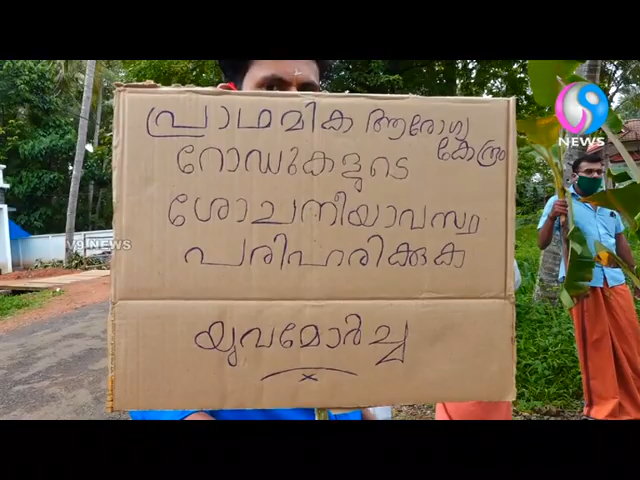 പ്രാഥമിക ആരോഗ്യ കേന്ദ്രം
റോഡുകളുടെ
ശോചനീയാവസ്ഥ
പരിഹരിക്കുക
യുവമോർച്ച
NEWS
V9 NEWS